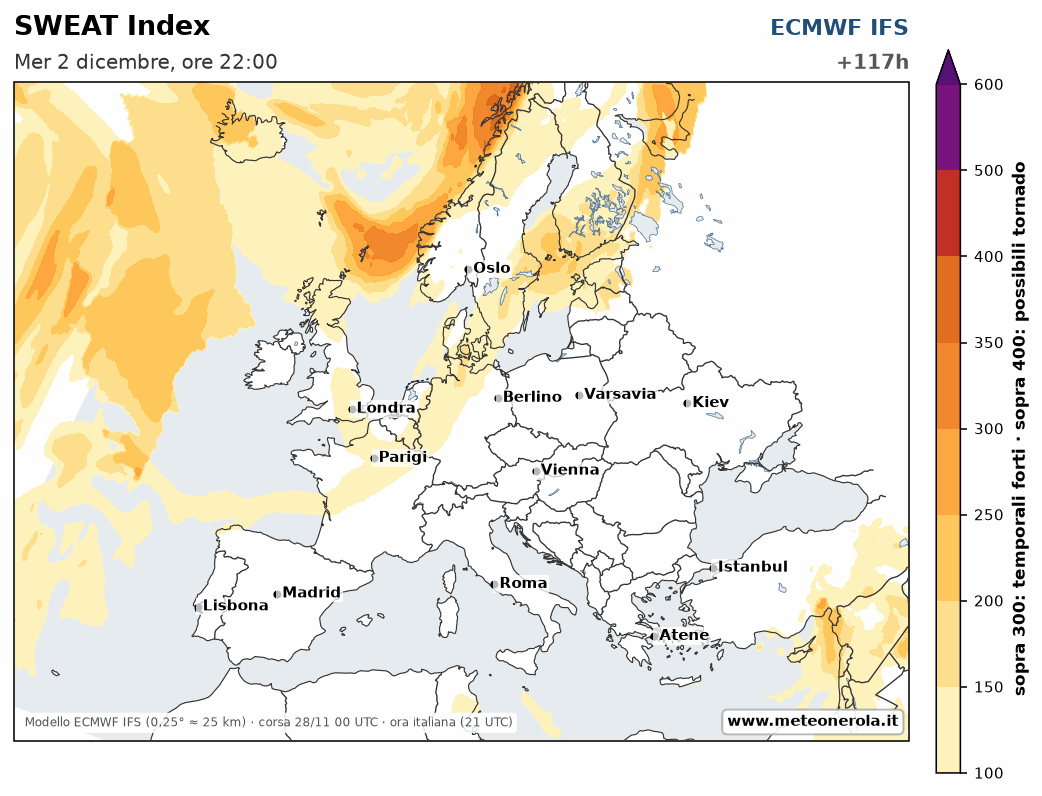 SWEAT Index
ECMWF IFS
Mer 2 dicembre, ore 22:00
+117h
600
500
400
350
300
250
200
150
100
sopra 300: temporali forti · sopra 400: possibili tornado
Oslo
Berlino
Varsavia
Kiev
Londra
Parigi
Vienna
Istanbul
Roma
Madrid
Lisbona
Atene
Modello ECMWF IFS (0,25° ≈ 25 km) · corsa 28/11 00 UTC · ora italiana (21 UTC)
www.meteonerola.it